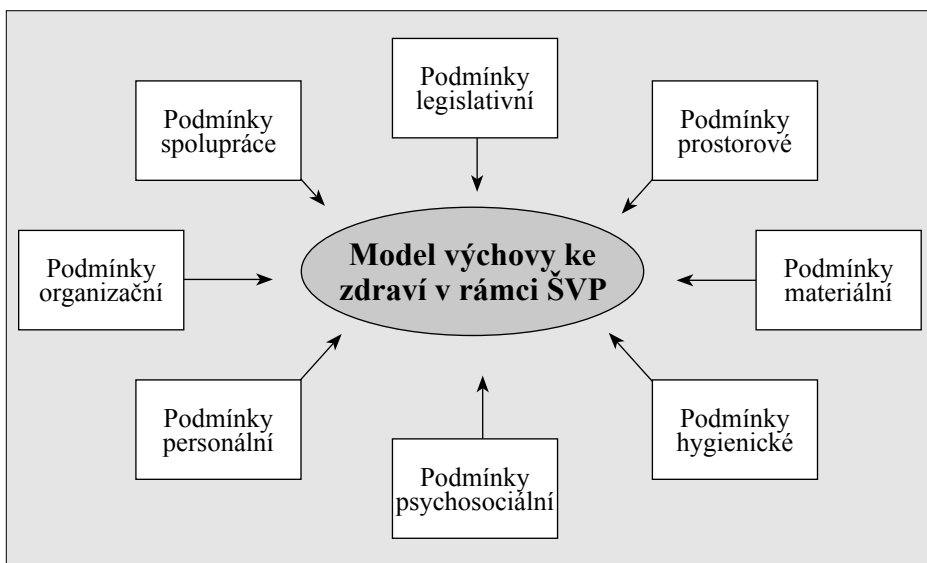 Podmínky
legislativní
Podmínky
spolupráce
Podmínky
prostorové
Model výchovy ke
zdraví v rámci ŠVP
Podmínky
organizační
Podmínky
materiální
Podmínky
personální
Podmínky
psychosociální
Podmínky
hygienické